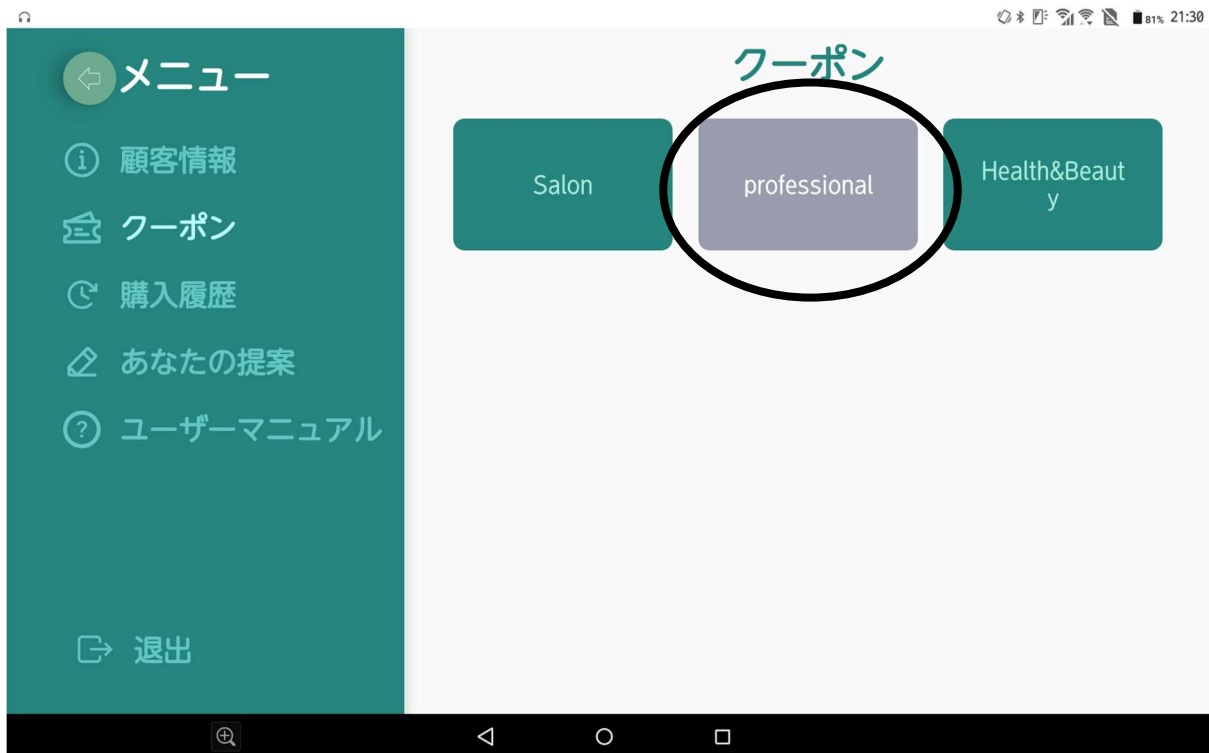 81% 21:30
メニュー
顧客情報
クーポン
購入履歴
あなたの提案
ユーザーマニュアル
退出
クーポン
Salon
professional
Health&Beaut
y